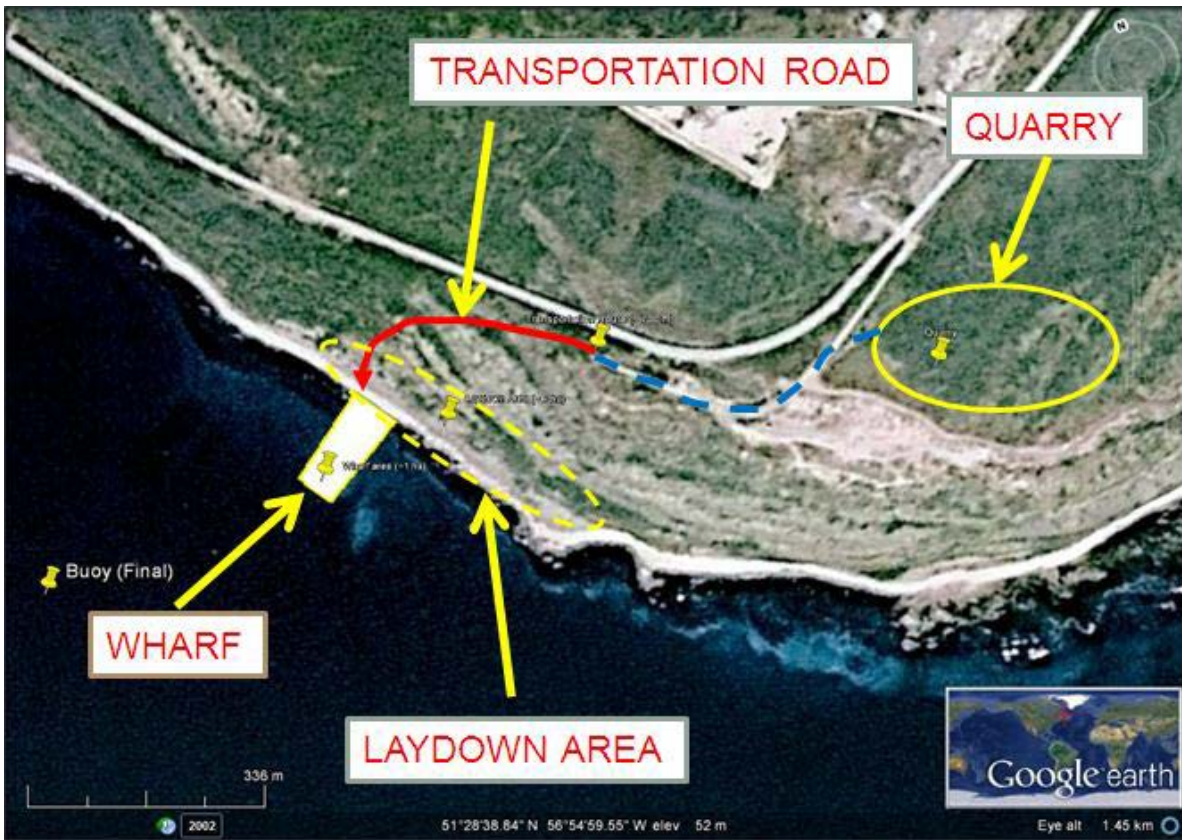 N
TRANSPORTATION ROAD
QUARRY
Quarry
Buoy (Final)
WHARF
LAYDOWN AREA
336 m
2002
51°28'38.84" N 56°54'59.55" W elev 52 m
Google earth
Eye alt 1.45 km